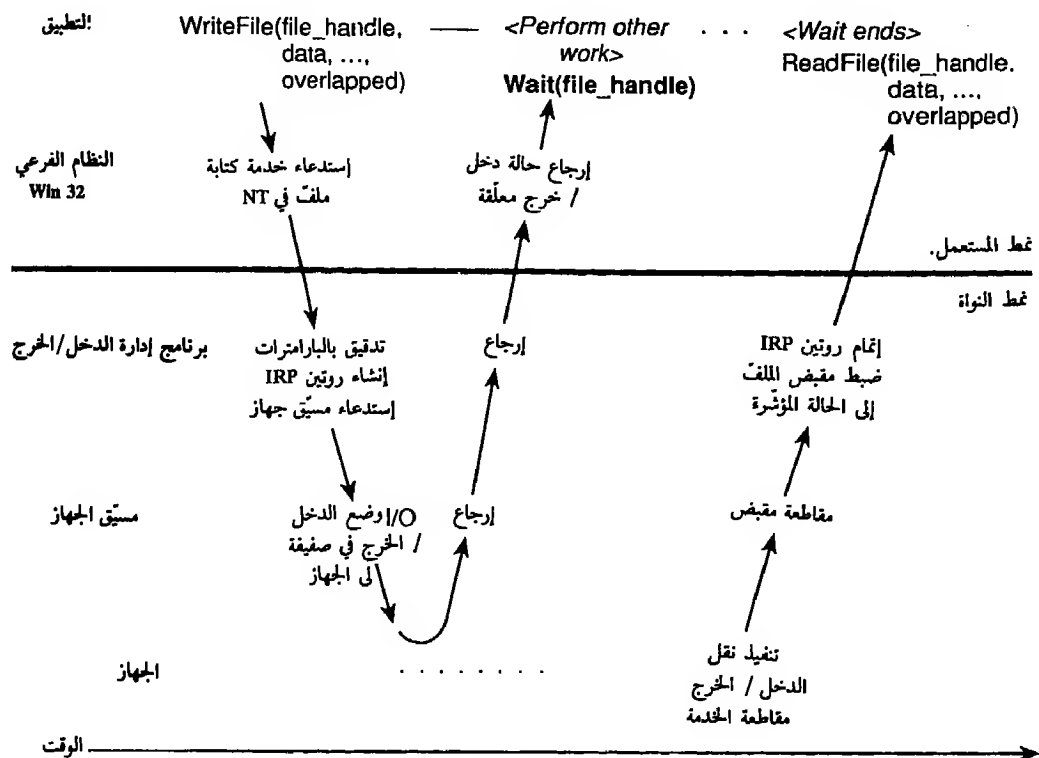 التطبيق
WriteFile(file_handle,
data, ...,
overlapped)
<Perform other
work>
Wait(file_handle)
. . .
<Wait ends>
ReadFile(file_handle.
data, ...,
overlapped)
النظام الفرعي
Win 32
إستدعاء خدمة كتابة
ملفّ في NT
إرجاع حالة دخل
/ خرج معلّقة
نمط المستعمل.
نمط النواة
برنامج إدارة الدخل/الخرج
تدقيق بالبارامترات
إنشاء روتين IRP
إستدعاء مسيّق جهاز
إرجاع
إتمام روتين IRP
ضبط مقبض الملفّ
إلى الحالة المؤشّرة
مسيّق الجهاز
I/O وضع الدخل
/ الخرج في صفيفة
لى الجهاز
إرجاع
مقاطعة مقبض
الجهاز
. . . . . . . .
تنفيذ نقل
الدخل / الخرج
مقاطعة الخدمة
الوقت